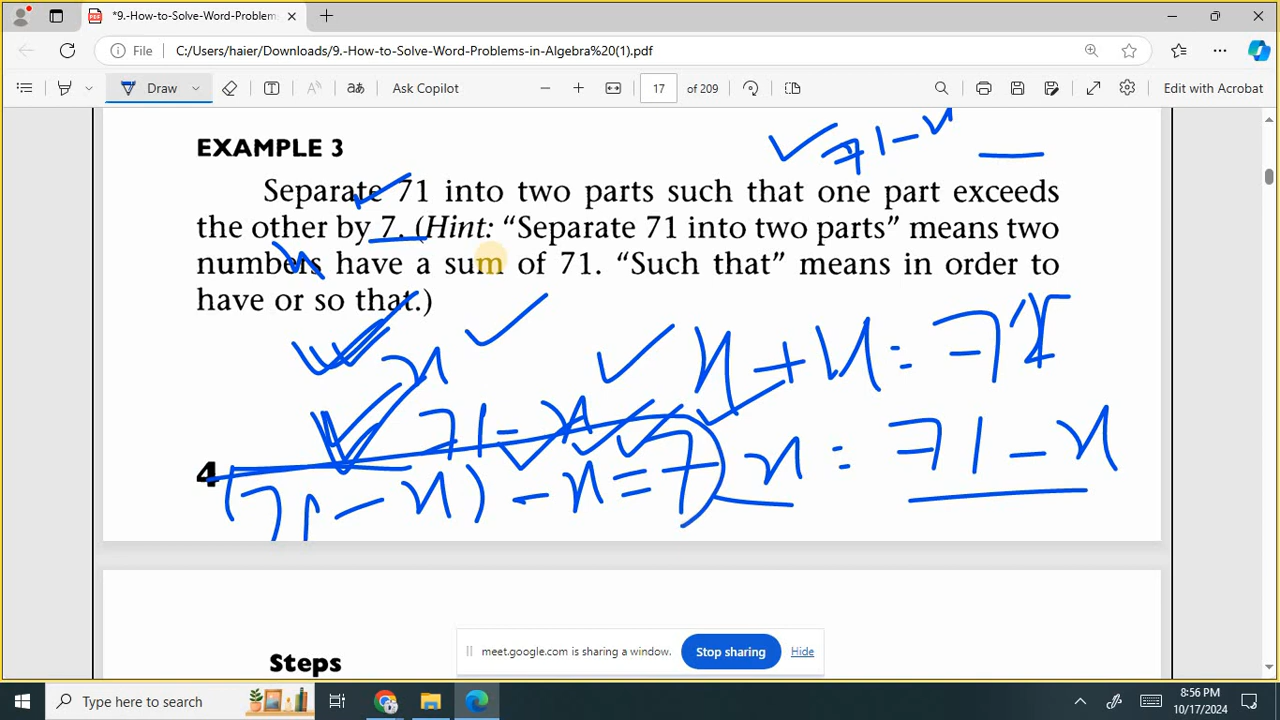 *9.-How-to-Solve-Word-Problems
File C:/Users/haier/Downloads/9.-How-to-Solve-Word-Problems-in-Algebra%20(1).pdf
Draw Ask Copilot 17 of 209 Edit with Acrobat
71-x
EXAMPLE 3
Separate 71 into two parts such that one part exceeds
the other by 7. (Hint: “Separate 71 into two parts” means two
numbers have a sum of 71. “Such that” means in order to
have or so that.)
x
71-x
4
(71-x)-x=7
x=71-x
Steps
meet.google.com is sharing a window. Stop sharing Hide
Type here to search
8:56 PM
10/17/2024